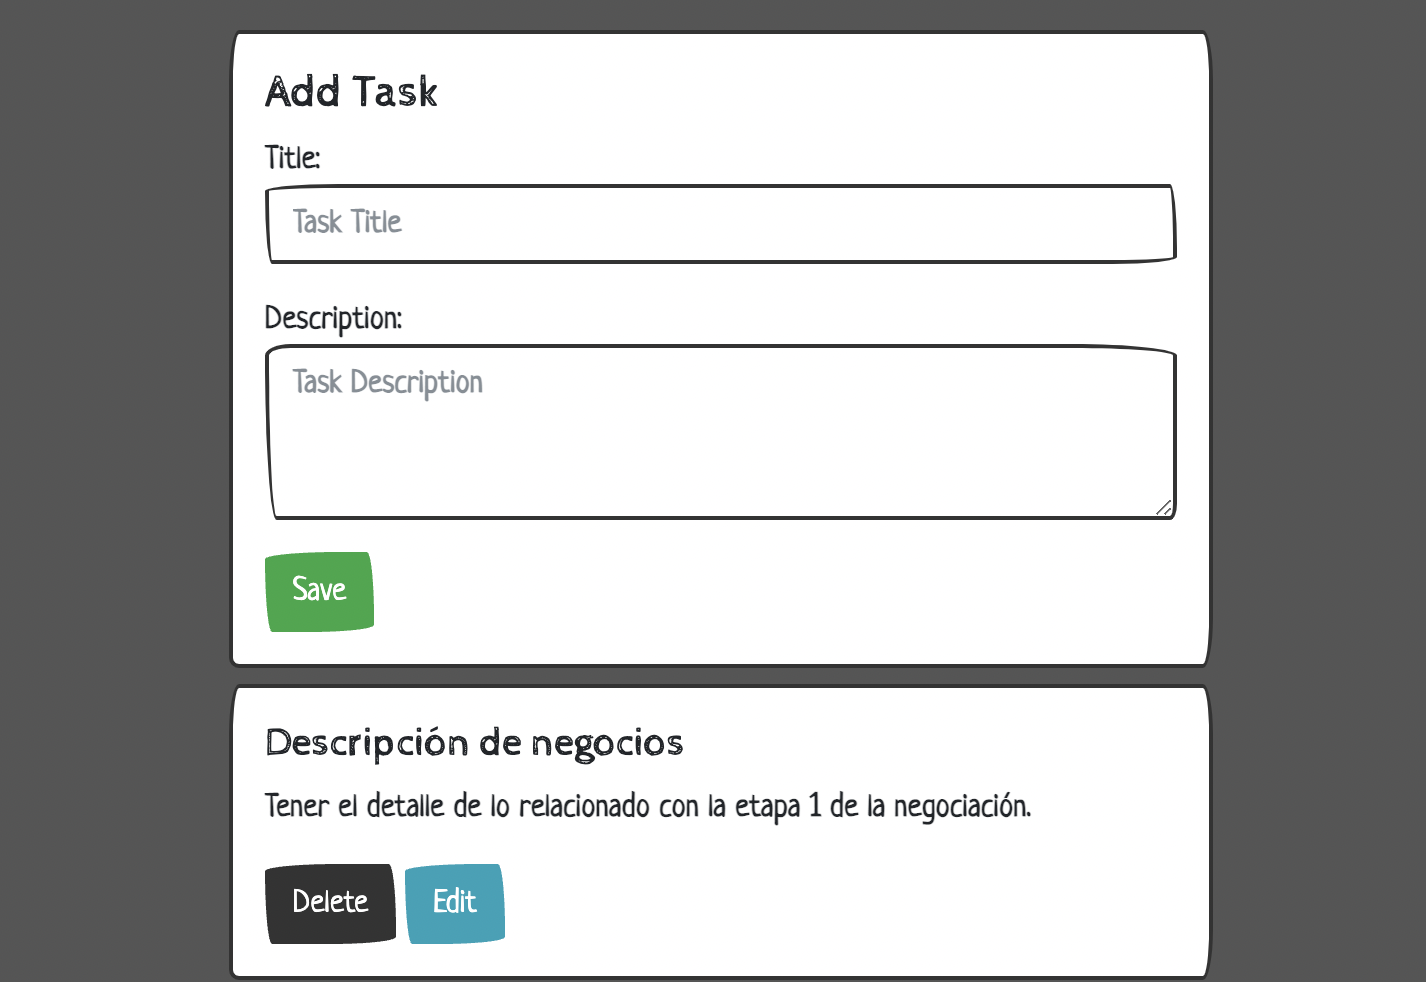 Add Task
Title:
Task Title
Description:
Task Description
Save
Descripción de negocios
Tener el detalle de lo relacionado con la etapa 1 de la negociación.
Delete Edit